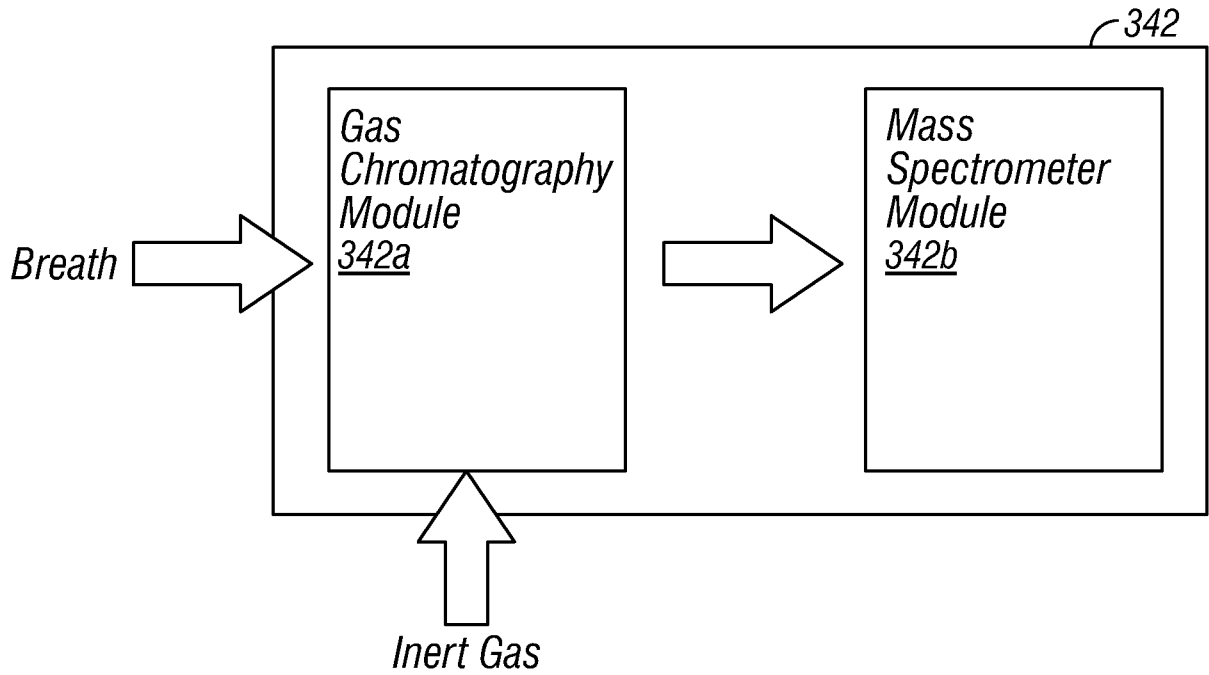 342
Gas
Chromatography
Module
342a
Mass
Spectrometer
Module
342b
Breath
Inert Gas